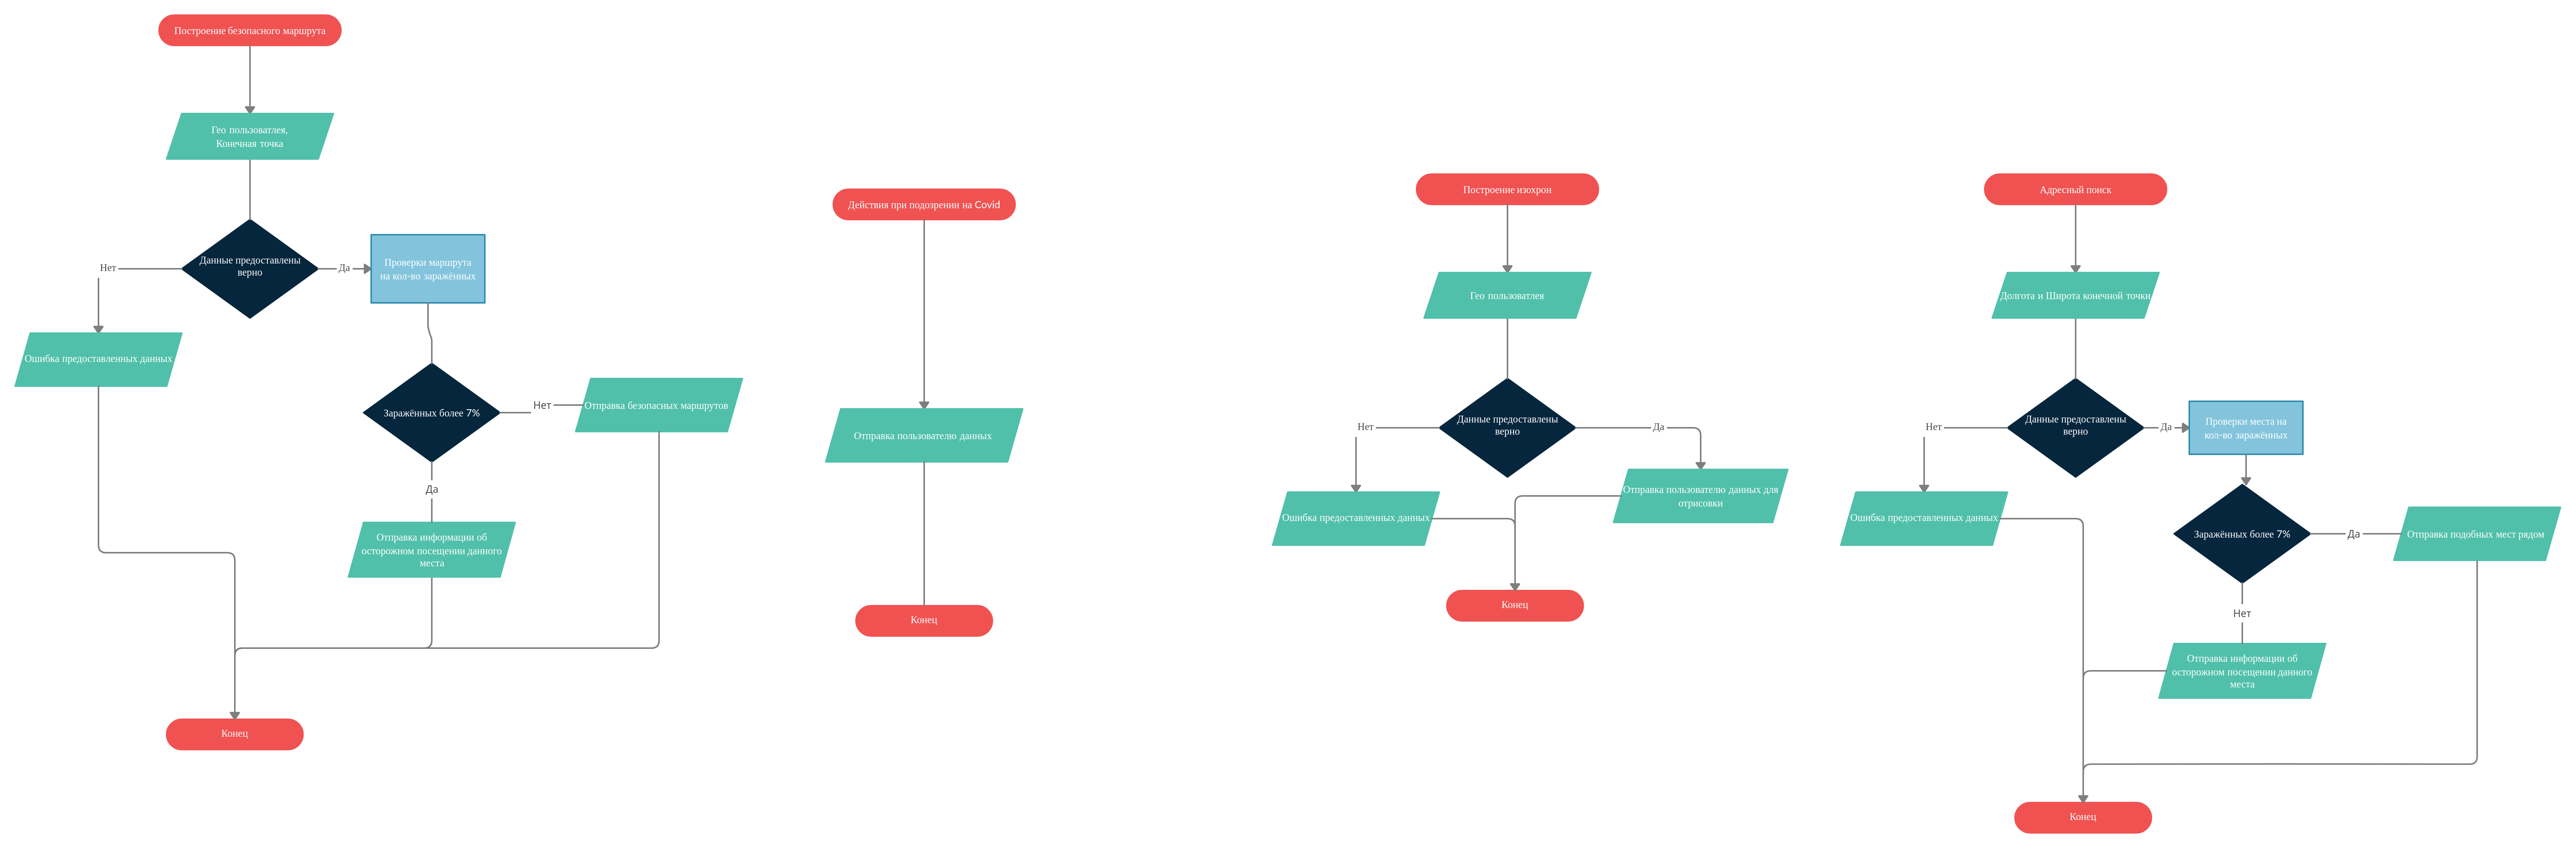 Построение безопасного маршрута
Гео пользоватлея,
Конечная точка
Данные предоставлены
верно
Нет
Да
Проверки маршрута
на кол-во заражённых
Ошибка предоставленных данных
Заражённых более 7%
Нет
Отправка безопасных маршрутов
Да
Отправка информации об
осторожном посещении данного
места
Конец
Действия при подозрении на Covid
Отправка пользователю данных
Конец
Построение изохрон
Гео пользоватлея
Данные предоставлены
верно
Нет
Да
Ошибка предоставленных данных
Отправка пользователю данных для
отрисовки
Конец
Адресный поиск
Долгота и Широта конечной точки
Данные предоставлены
верно
Нет
Да
Проверки места на
кол-во заражённых
Ошибка предоставленных данных
Заражённых более 7%
Да
Отправка подобных мест рядом
Нет
Отправка информации об
осторожном посещении данного
места
Конец